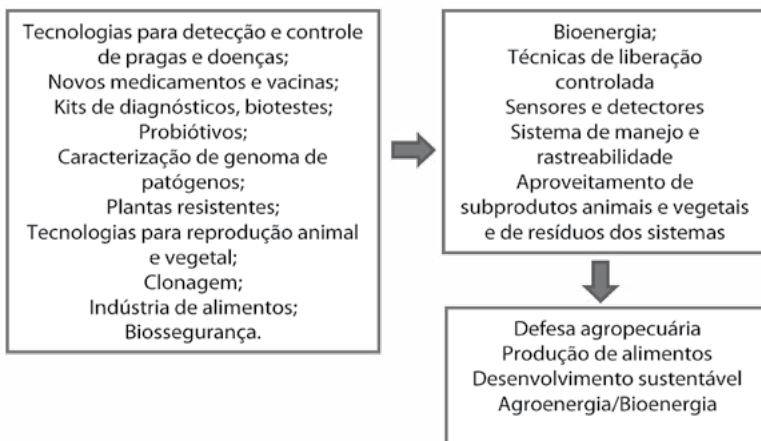 Tecnologias para detecção e controle
de pragas e doenças;
Novos medicamentos e vacinas;
Kits de diagnósticos, biotestes;
Probiótivos;
Caracterização de genoma de
patógenos;
Plantas resistentes;
Tecnologias para reprodução animal
e vegetal;
Clonagem;
Indústria de alimentos;
Biossegurança.
Bioenergia;
Técnicas de liberação
controlada
Sensores e detectores
Sistema de manejo e
rastreabilidade
Aproveitamento de
subprodutos animais e vegetais
e de resíduos dos sistemas
Defesa agropecuária
Produção de alimentos
Desenvolvimento sustentável
Agroenergia/Bioenergia